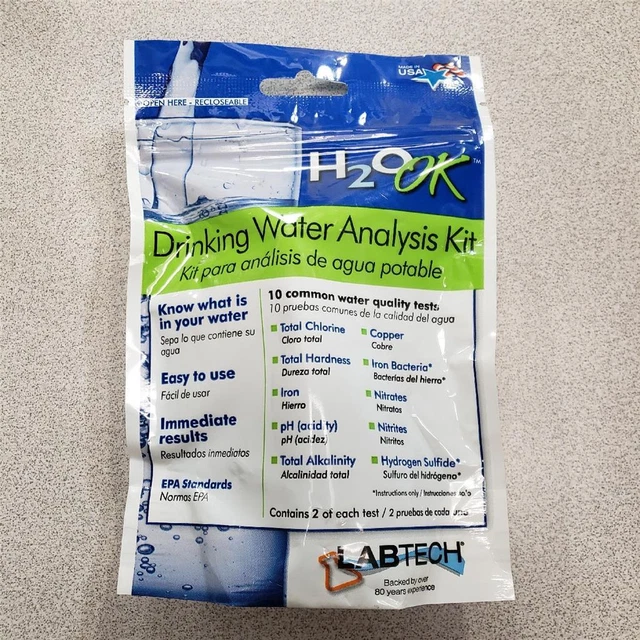 MADE IN
USA
OPEN HERE - RECLOSEABLE
H2O OK™
Drinking Water Analysis Kit
Kit para análisis de agua potable
Know what is
in your water
Sepa lo que contiene su
agua
Easy to use
Fácil de usar
Immediate
results
Resultados inmediatos
EPA Standards
Normas EPA
10 common water quality tests
10 pruebas comunes de la calidad del agua
Total Chlorine
Cloro total
Total Hardness
Dureza total
Iron
Hierro
pH (acidity)
pH (acidez)
Total Alkalinity
Alcalinidad total
Copper
Cobre
Iron Bacteria*
Bacterias del hierro*
Nitrates
Nitratos
Nitrites
Nitritos
Hydrogen Sulfide*
Sulfuro del hidrógeno*
*Instructions only / Instrucciones
Contains 2 of each test / 2 pruebas de cada
LABTECH®
Backed by over
80 years experience